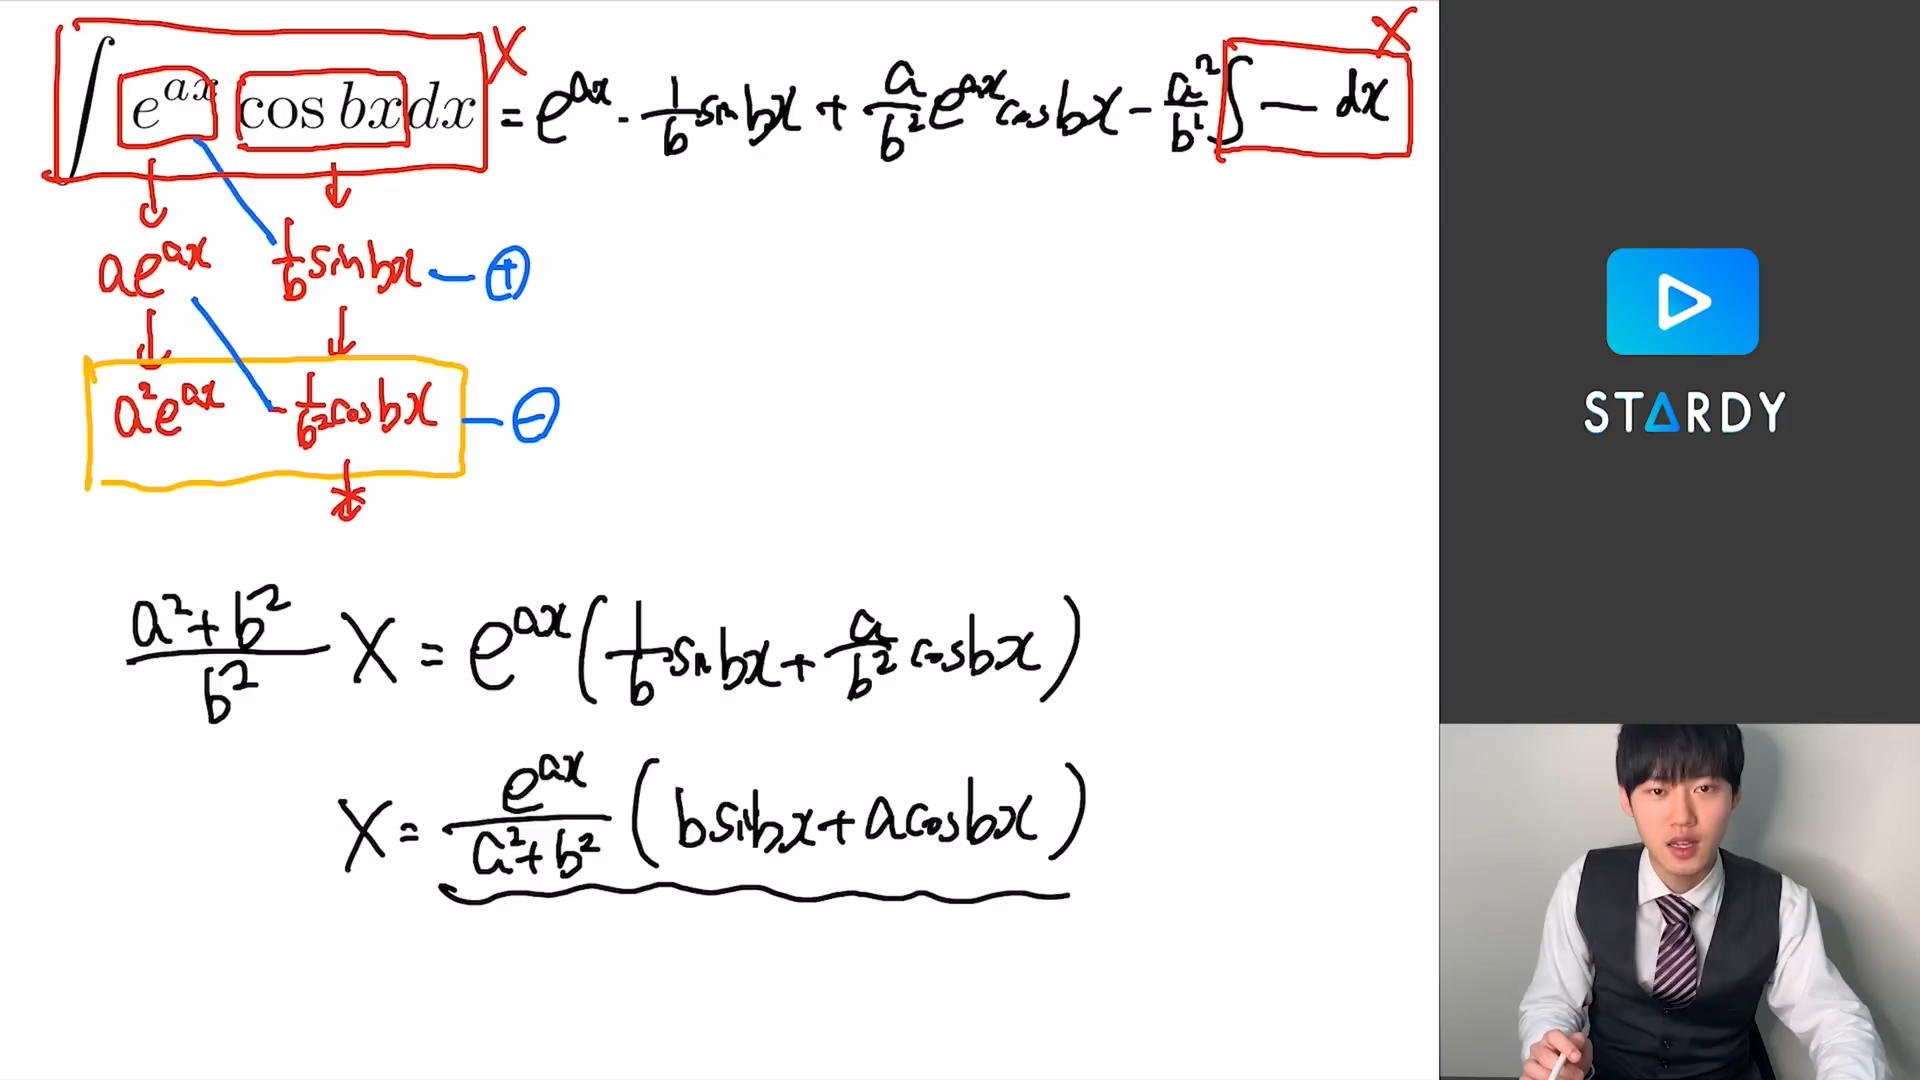 ∫ e^{ax} cos bx dx X = e^{ax} · 1/b sin bx + a/b² e^{ax} cos bx − a²/b² ∫ — dx X
ae^{ax} 1/b sin bx — ⊕
a²e^{ax} − 1/b² cos bx — ⊖
(a²+b²)/b² X = e^{ax} ( 1/b sin bx + a/b² cos bx )
X = e^{ax}/(a²+b²) ( b sin bx + a cos bx )
STARDY